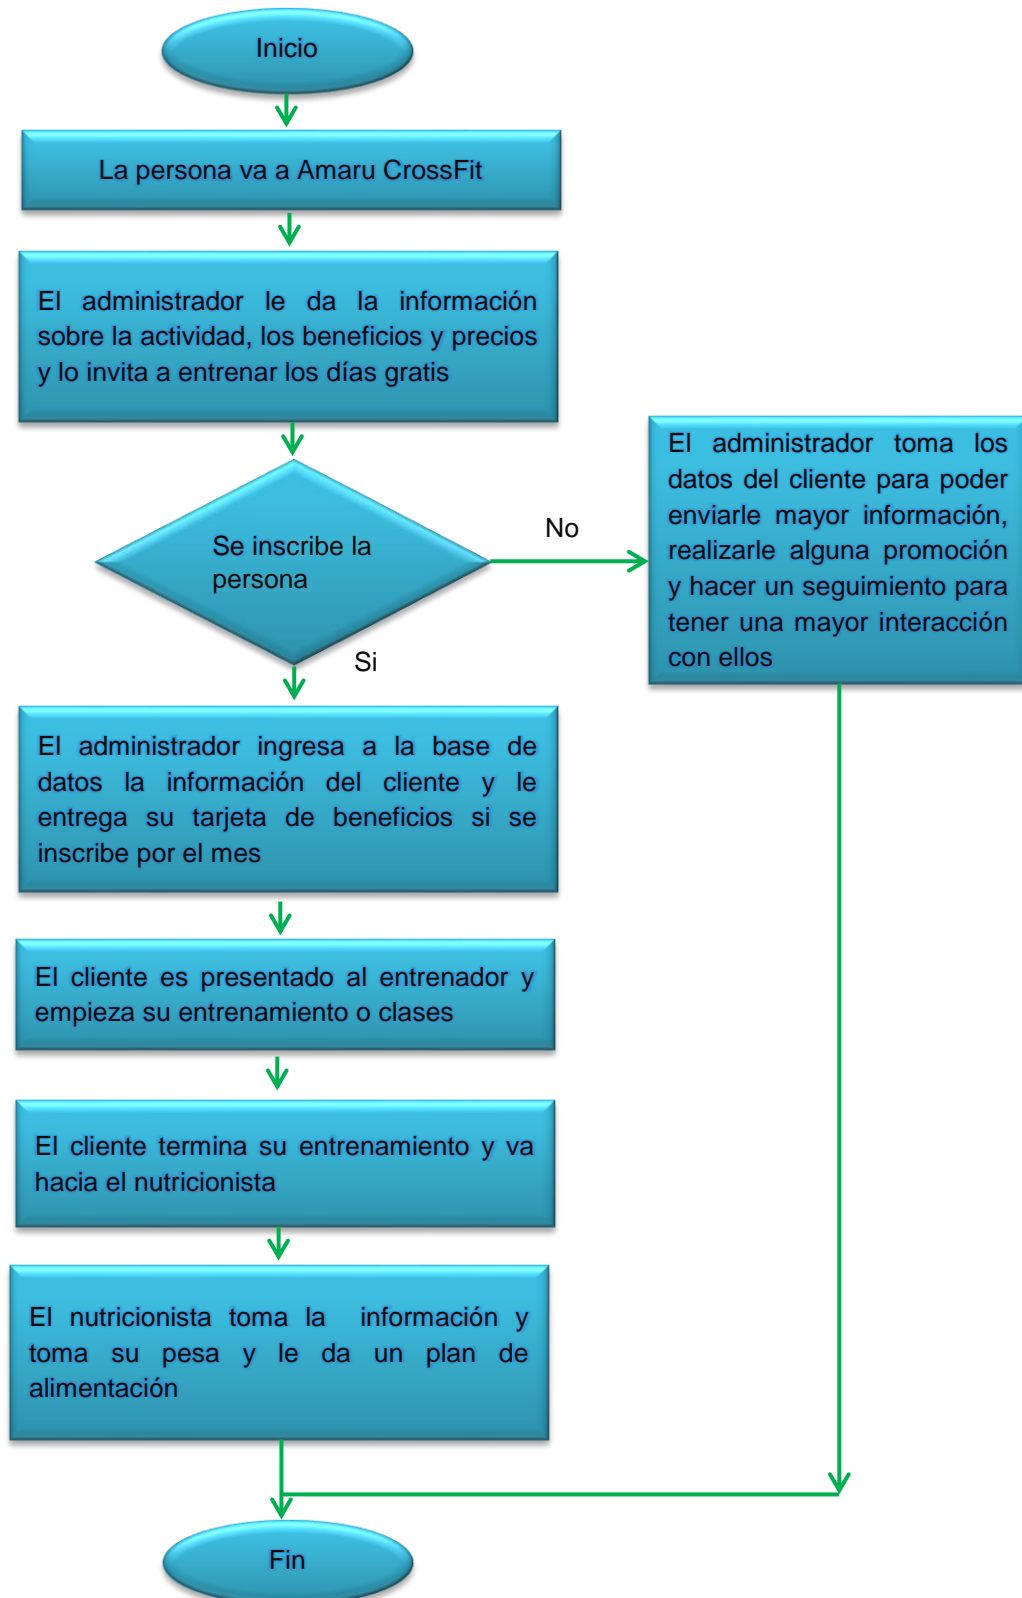 Inicio
La persona va a Amaru CrossFit
El administrador le da la información
sobre la actividad, los beneficios y precios
y lo invita a entrenar los días gratis
Se inscribe la
persona
No
El administrador toma los
datos del cliente para poder
enviarle mayor información,
realizarle alguna promoción
y hacer un seguimiento para
tener una mayor interacción
con ellos
Si
El administrador ingresa a la base de
datos la información del cliente y le
entrega su tarjeta de beneficios si se
inscribe por el mes
El cliente es presentado al entrenador y
empieza su entrenamiento o clases
El cliente termina su entrenamiento y va
hacia el nutricionista
El nutricionista toma la información y
toma su pesa y le da un plan de
alimentación
Fin